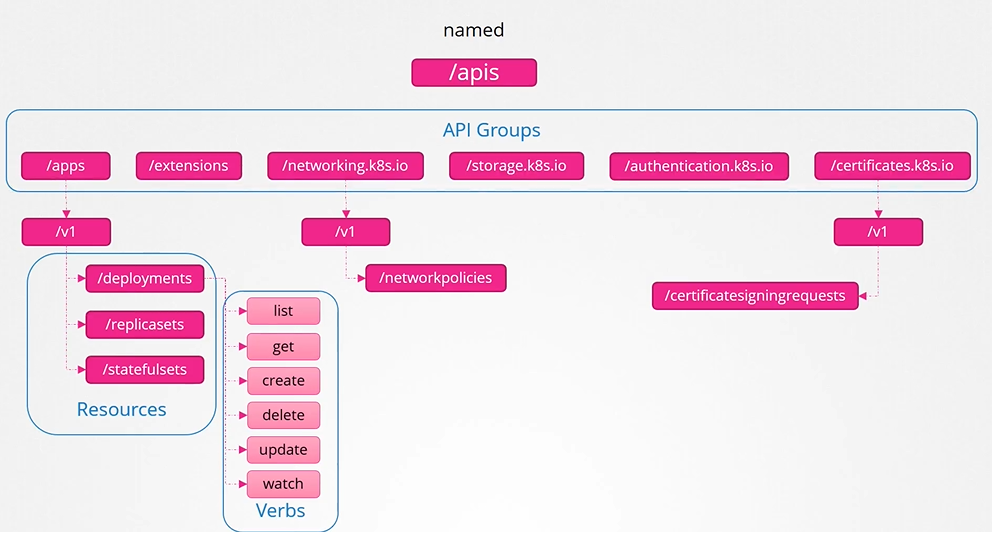 named
/apis
API Groups
/apps
/extensions
/networking.k8s.io
/storage.k8s.io
/authentication.k8s.io
/certificates.k8s.io
/v1
/v1
/v1
/deployments
/networkpolicies
/certificatesigningrequests
/replicasets
/statefulsets
Resources
list
get
create
delete
update
watch
Verbs